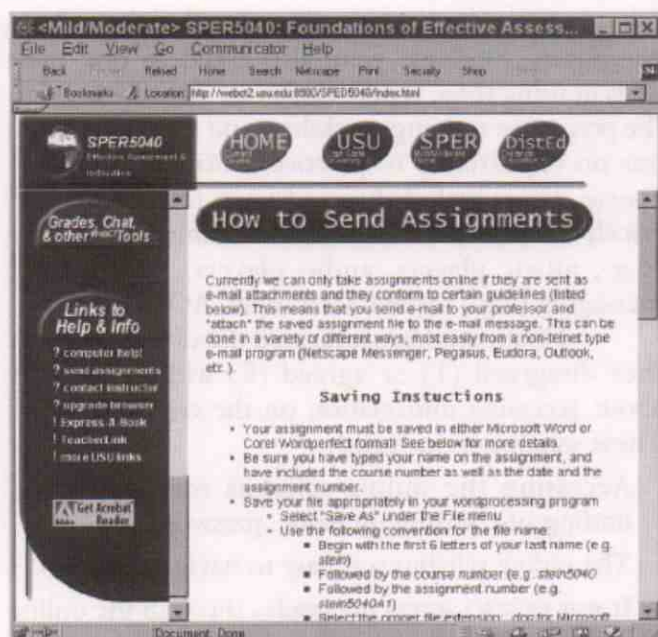 <Mild/Moderate> SPER5040: Foundations of Effective Assess...
File Edit View Go Communicator Help
Back Reload Home Search Netscape Print Security Stop
Bookmarks Location: http://webct2.usu.edu:8900/SPED5040/index.html
SPER5040
Effective Assessment &
HOME
USU
SPER
DistEd
Grades, Chat,
& other Tools
How to Send Assignments
Currently we can only take assignments online if they are sent as
e-mail attachments and they conform to certain guidelines (listed
below). This means that you send e-mail to your professor and
"attach" the saved assignment file to the e-mail message. This can be
done in a variety of different ways, most easily from a non-telnet type
e-mail program (Netscape Messenger, Pegasus, Eudora, Outlook,
etc.).
Links to
Help & Info
? computer help!
? send assignments
? contact instructor
? upgrade browser
! Express-A-Book
! TeacherLink
! more USU links
Get Acrobat
Reader
Adobe
Saving Instuctions
• Your assignment must be saved in either Microsoft Word or
Corel Wordperfect format! See below for more details.
• Be sure you have typed your name on the assignment, and
have included the course number as well as the date and the
assignment number.
• Save your file appropriately in your wordprocessing program
• Select "Save As" under the File menu
• Use the following convention for the file name:
■ Begin with the first 6 letters of your last name (e.g.
stein)
■ Followed by the course number (e.g. stein5040
■ Followed by the assignment number (e.g.
stein5040A1)
■ Select the proper file extension: .doc for Microsoft
Document: Done